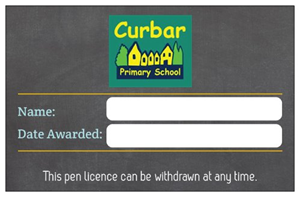 Curbar
Primary School
Name:
Date Awarded:
This pen licence can be withdrawn at any time.